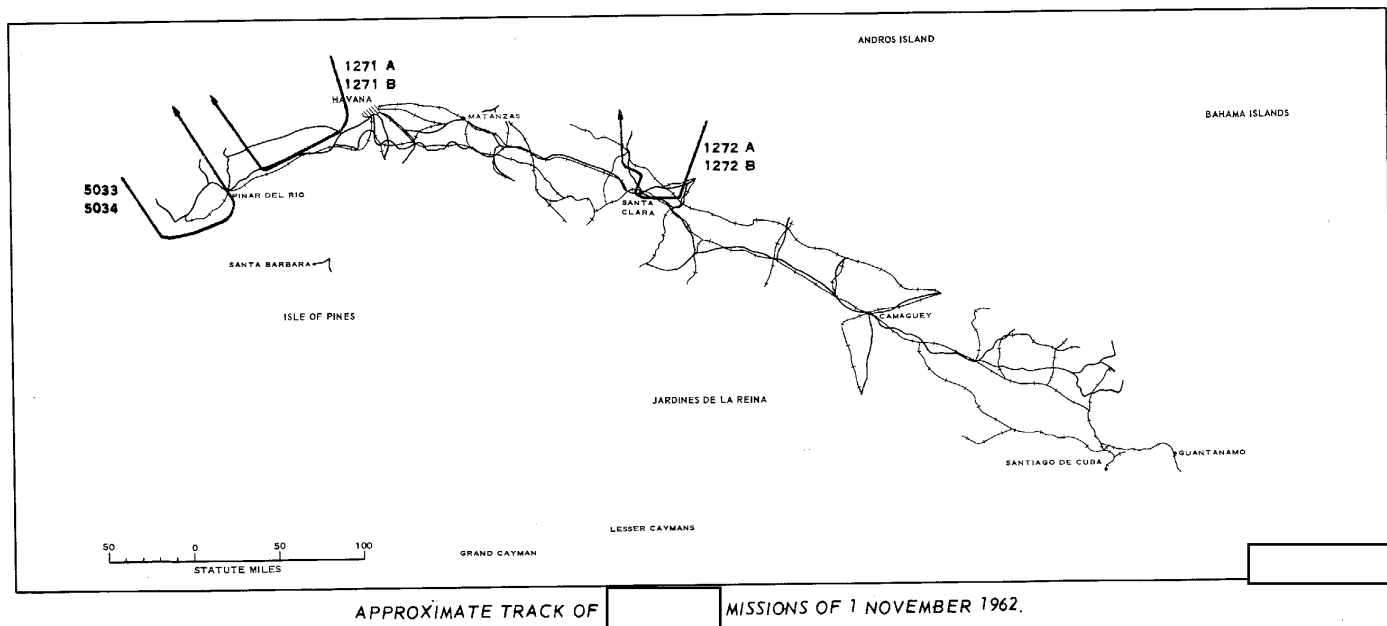 ANDROS ISLAND
1271 A
1271 B
HAVANA
MATANZAS
BAHAMA ISLANDS
1272 A
1272 B
5033
5034
PINAR DEL RIO
SANTA
CLARA
SANTA BARBARA
ISLE OF PINES
CAMAGUEY
JARDINES DE LA REINA
GUANTANAMO
SANTIAGO DE CUBA
LESSER CAYMANS
GRAND CAYMAN
50 0 50 100
STATUTE MILES
APPROXIMATE TRACK OF MISSIONS OF 1 NOVEMBER 1962.